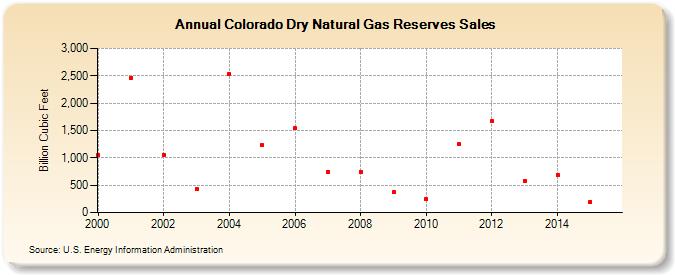 Annual Colorado Dry Natural Gas Reserves Sales
Billion Cubic Feet
3,000
2,500
2,000
1,500
1,000
500
0
2000 2002 2004 2006 2008 2010 2012 2014
Source: U.S. Energy Information Administration